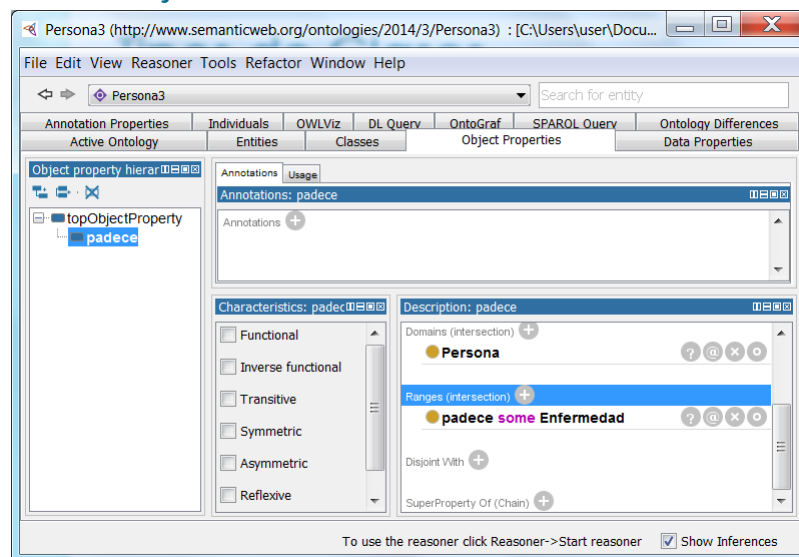 Persona3 (http://www.semanticweb.org/ontologies/2014/3/Persona3) : [C:\Users\user\Docu...
File Edit View Reasoner Tools Refactor Window Help
Persona3
Search for entity
Annotation Properties Individuals OWLViz DL Query OntoGraf SPARQL Query Ontology Differences
Active Ontology Entities Classes Object Properties Data Properties
Object property hierar
topObjectProperty
padece
Annotations Usage
Annotations: padece
Annotations
Characteristics: padec
Functional
Inverse functional
Transitive
Symmetric
Asymmetric
Reflexive
Description: padece
Domains (intersection)
Persona
Ranges (intersection)
padece some Enfermedad
Disjoint With
SuperProperty Of (Chain)
To use the reasoner click Reasoner->Start reasoner Show Inferences